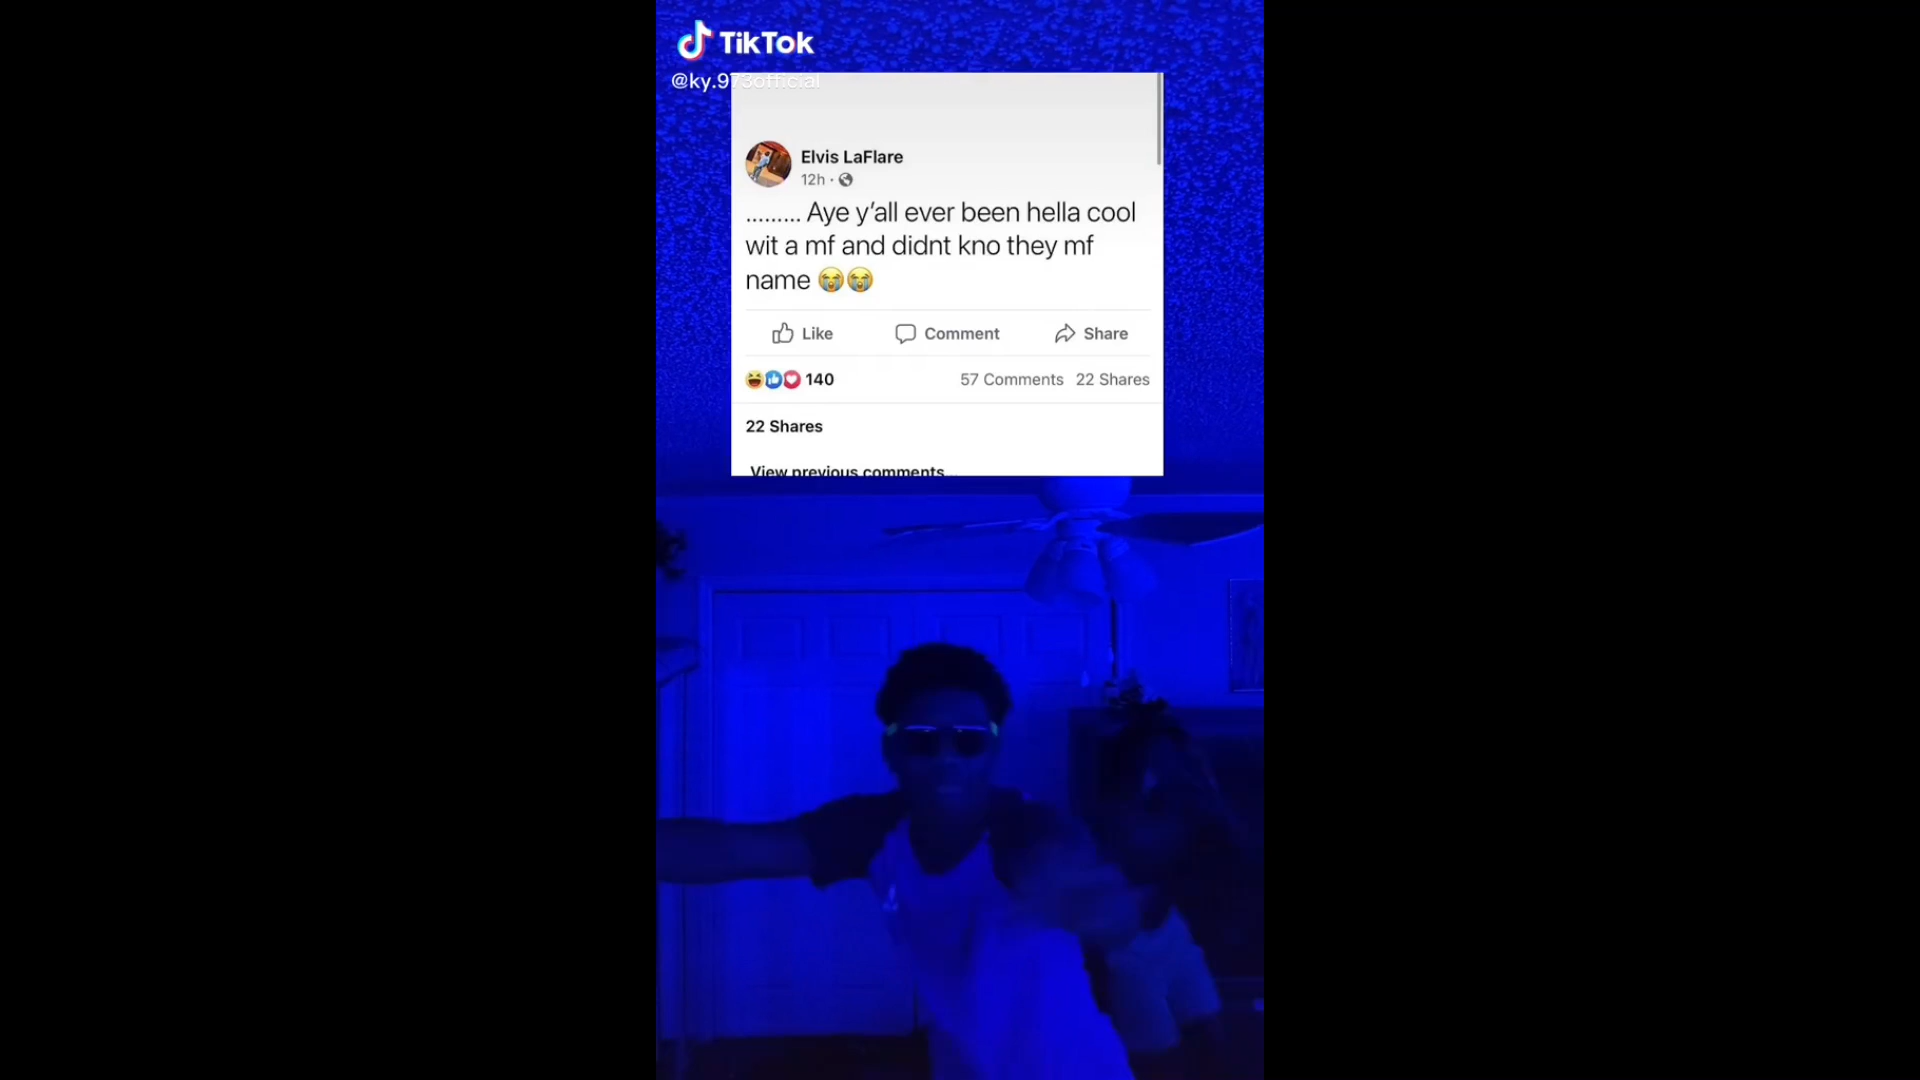 TikTok
@ky.973official
Elvis LaFlare
12h ·
......... Aye y’all ever been hella cool
wit a mf and didnt kno they mf
name 😭😭
Like Comment Share
140 57 Comments 22 Shares
22 Shares
View previous comments...